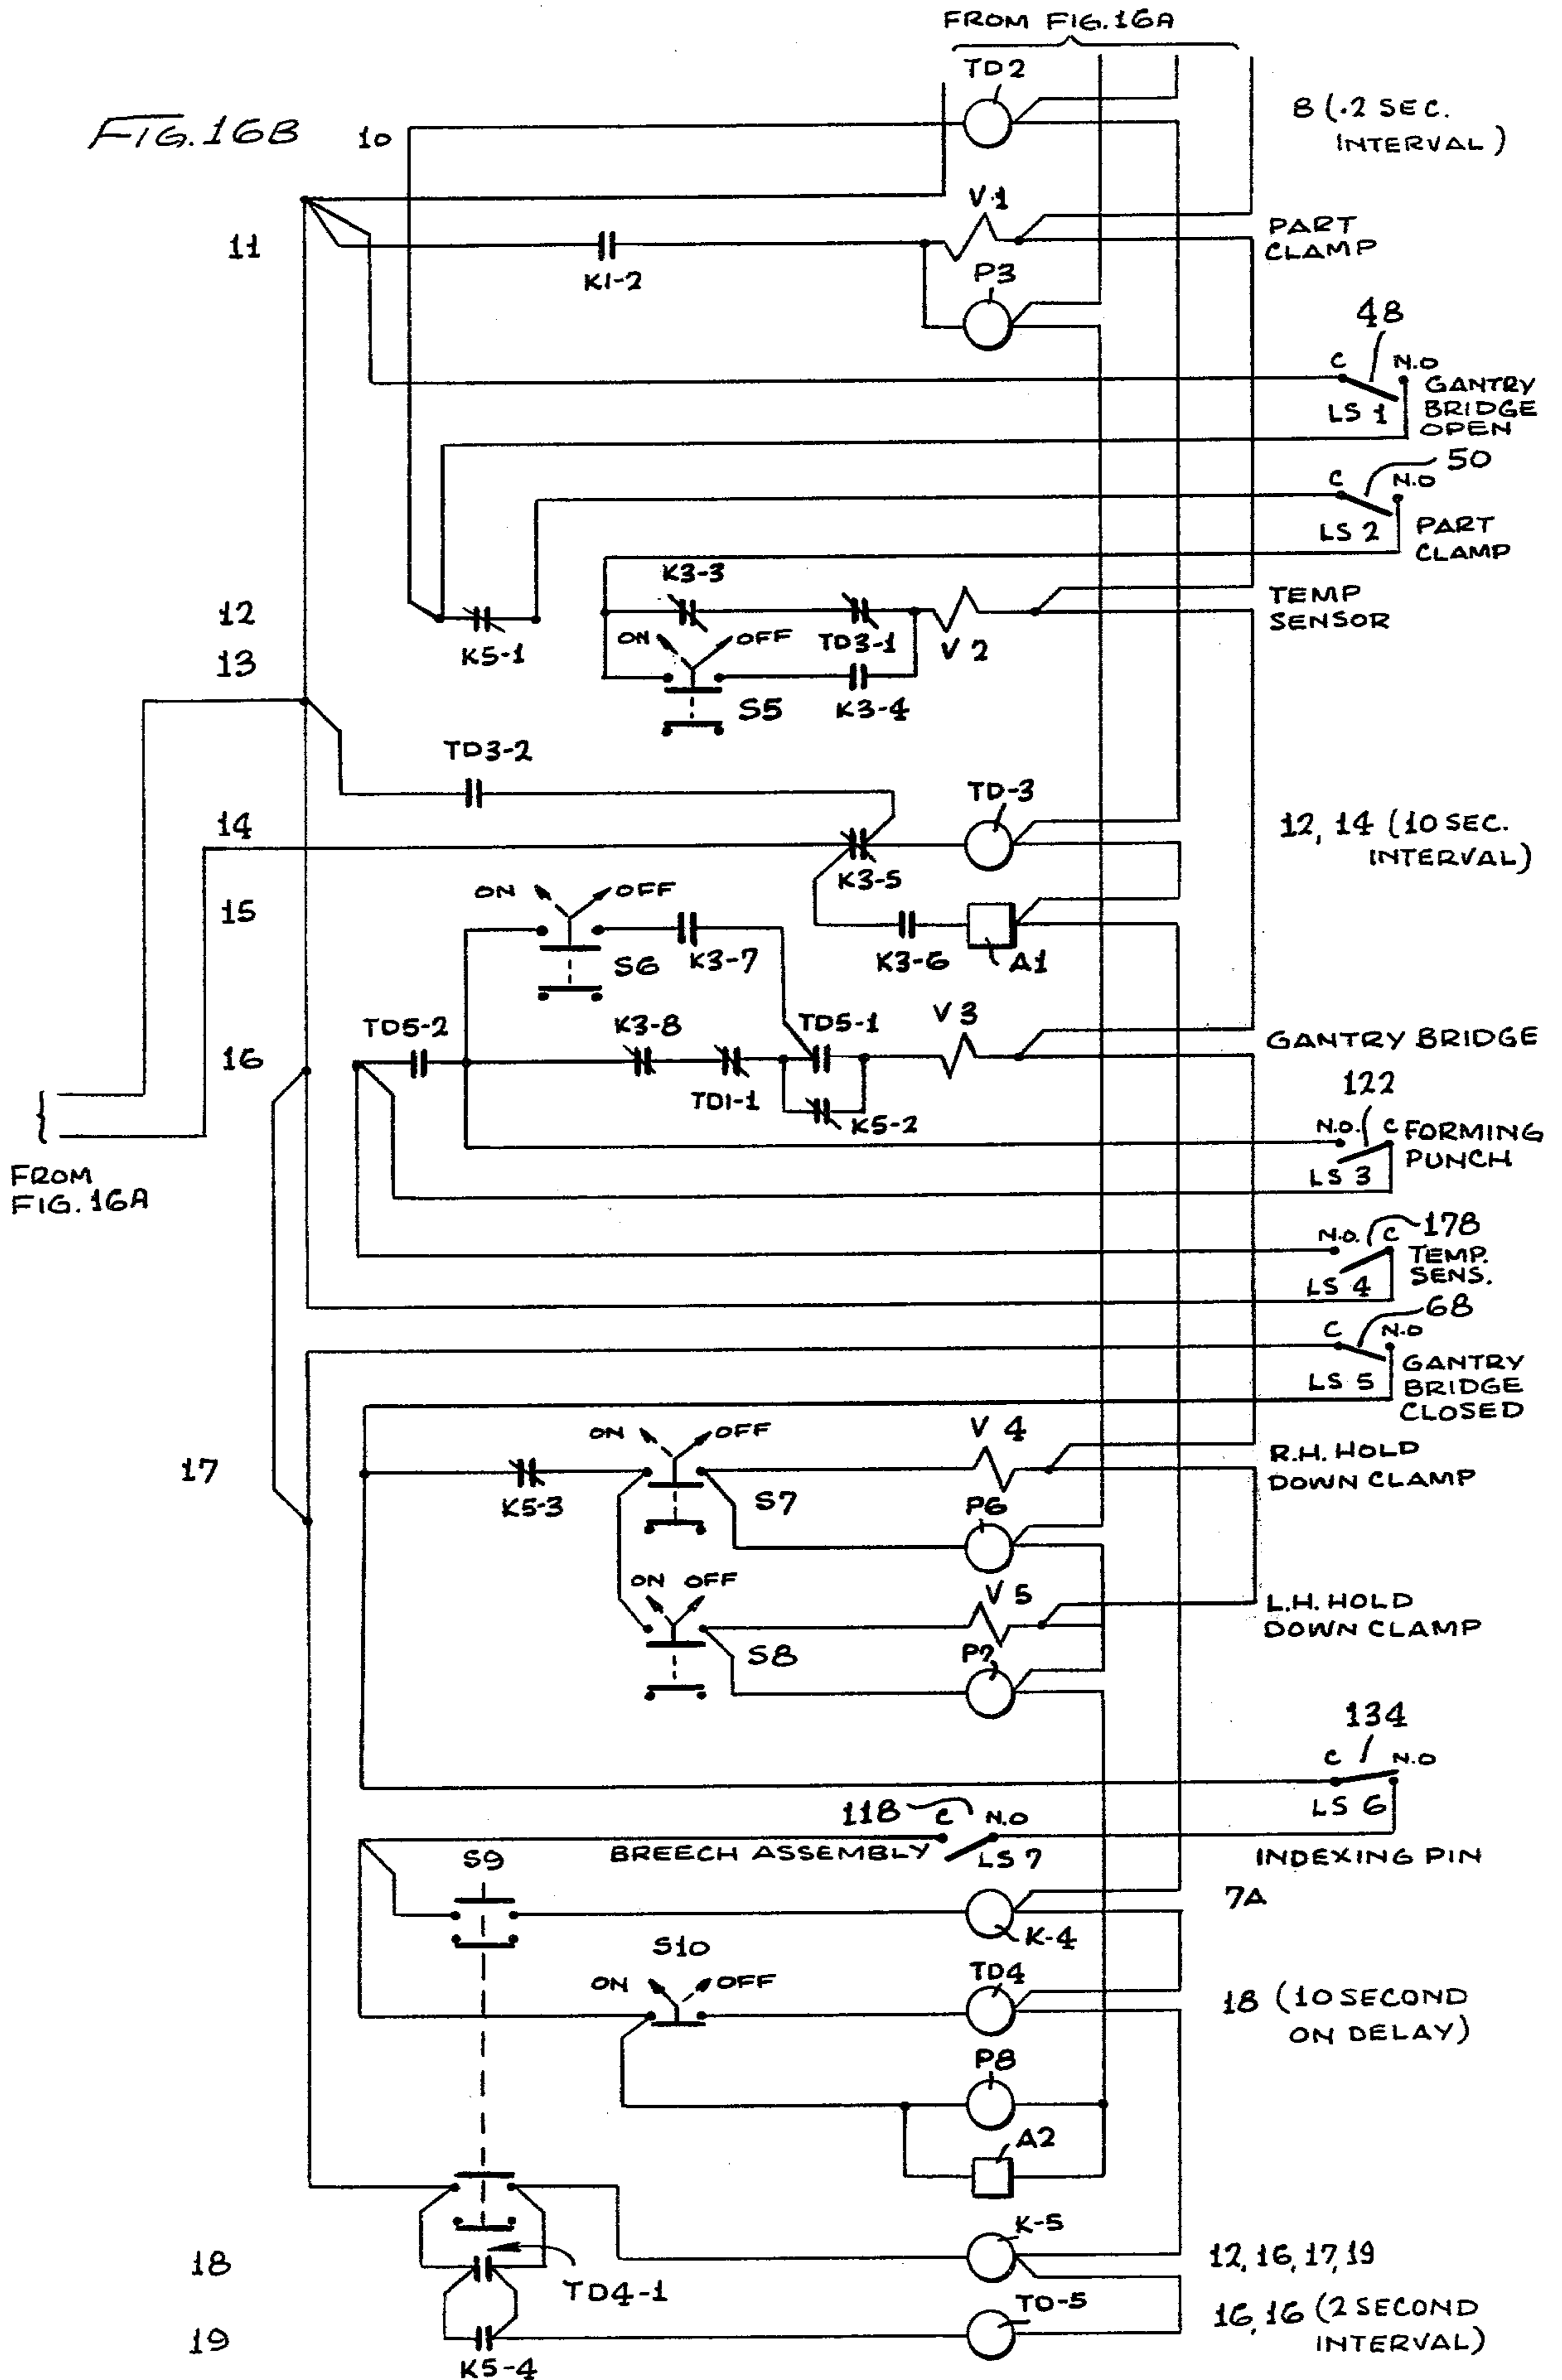 FROM FIG. 16A
FIG. 16B
10
TD2
8 (.2 SEC.
INTERVAL)
11
K1-2
V.1
PART
CLAMP
P3
48
C
N.O
LS 1
GANTRY
BRIDGE
OPEN
50
C
N.O
LS 2
PART
CLAMP
12
K5-1
K3-3
TD3-1
V 2
TEMP
SENSOR
13
ON
OFF
S5
K3-4
TD3-2
14
K3-5
TD-3
12, 14 (10 SEC.
INTERVAL)
15
ON
OFF
S6
K3-7
K3-6
A1
16
TD5-2
K3-8
TD1-1
TD5-1
K5-2
V 3
GANTRY BRIDGE
FROM
FIG. 16A
122
N.O.
C
LS 3
FORMING
PUNCH
178
N.O.
C
LS 4
TEMP.
SENS.
68
C
N.O
LS 5
GANTRY
BRIDGE
CLOSED
17
K5-3
ON
OFF
S7
V 4
R.H. HOLD
DOWN CLAMP
P6
ON
OFF
S8
V 5
L.H. HOLD
DOWN CLAMP
P7
134
C
N.O
LS 6
INDEXING PIN
118
C
N.O
BREECH ASSEMBLY
LS 7
S9
K-4
7A
S10
ON
OFF
TD4
18 (10 SECOND
ON DELAY)
P8
A2
18
TD4-1
K-5
12, 16, 17, 19
19
K5-4
TD-5
16, 16 (2 SECOND
INTERVAL)